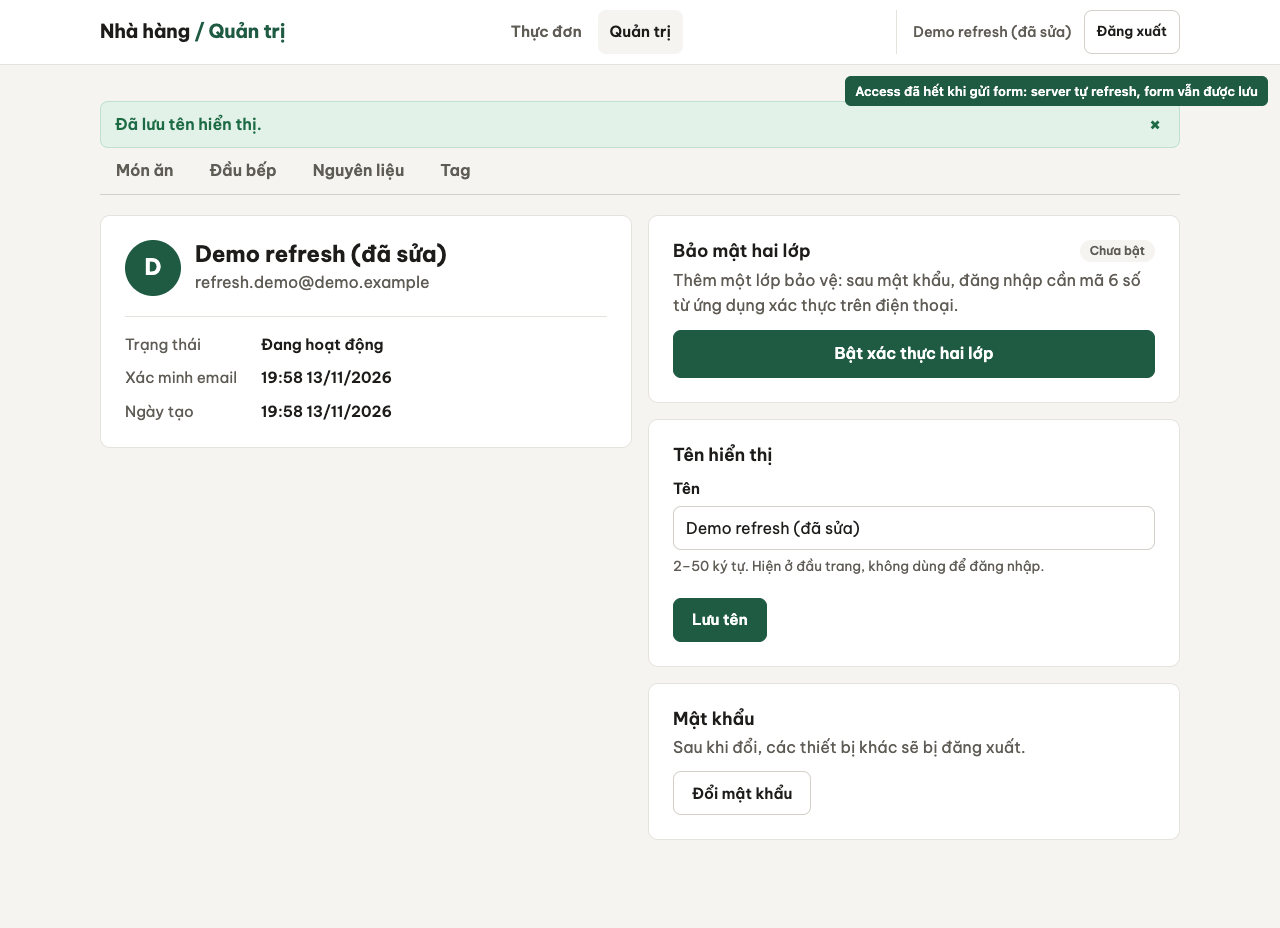 Nhà hàng / Quản trị
Thực đơn
Quản trị
Demo refresh (đã sửa)
Đăng xuất
Access đã hết khi gửi form: server tự refresh, form vẫn được lưu
Đã lưu tên hiển thị.
×
Món ăn
Đầu bếp
Nguyên liệu
Tag
D
Demo refresh (đã sửa)
refresh.demo@demo.example
Trạng thái
Đang hoạt động
Xác minh email
19:58 13/11/2026
Ngày tạo
19:58 13/11/2026
Bảo mật hai lớp
Chưa bật
Thêm một lớp bảo vệ: sau mật khẩu, đăng nhập cần mã 6 số
từ ứng dụng xác thực trên điện thoại.
Bật xác thực hai lớp
Tên hiển thị
Tên
Demo refresh (đã sửa)
2–50 ký tự. Hiện ở đầu trang, không dùng để đăng nhập.
Lưu tên
Mật khẩu
Sau khi đổi, các thiết bị khác sẽ bị đăng xuất.
Đổi mật khẩu